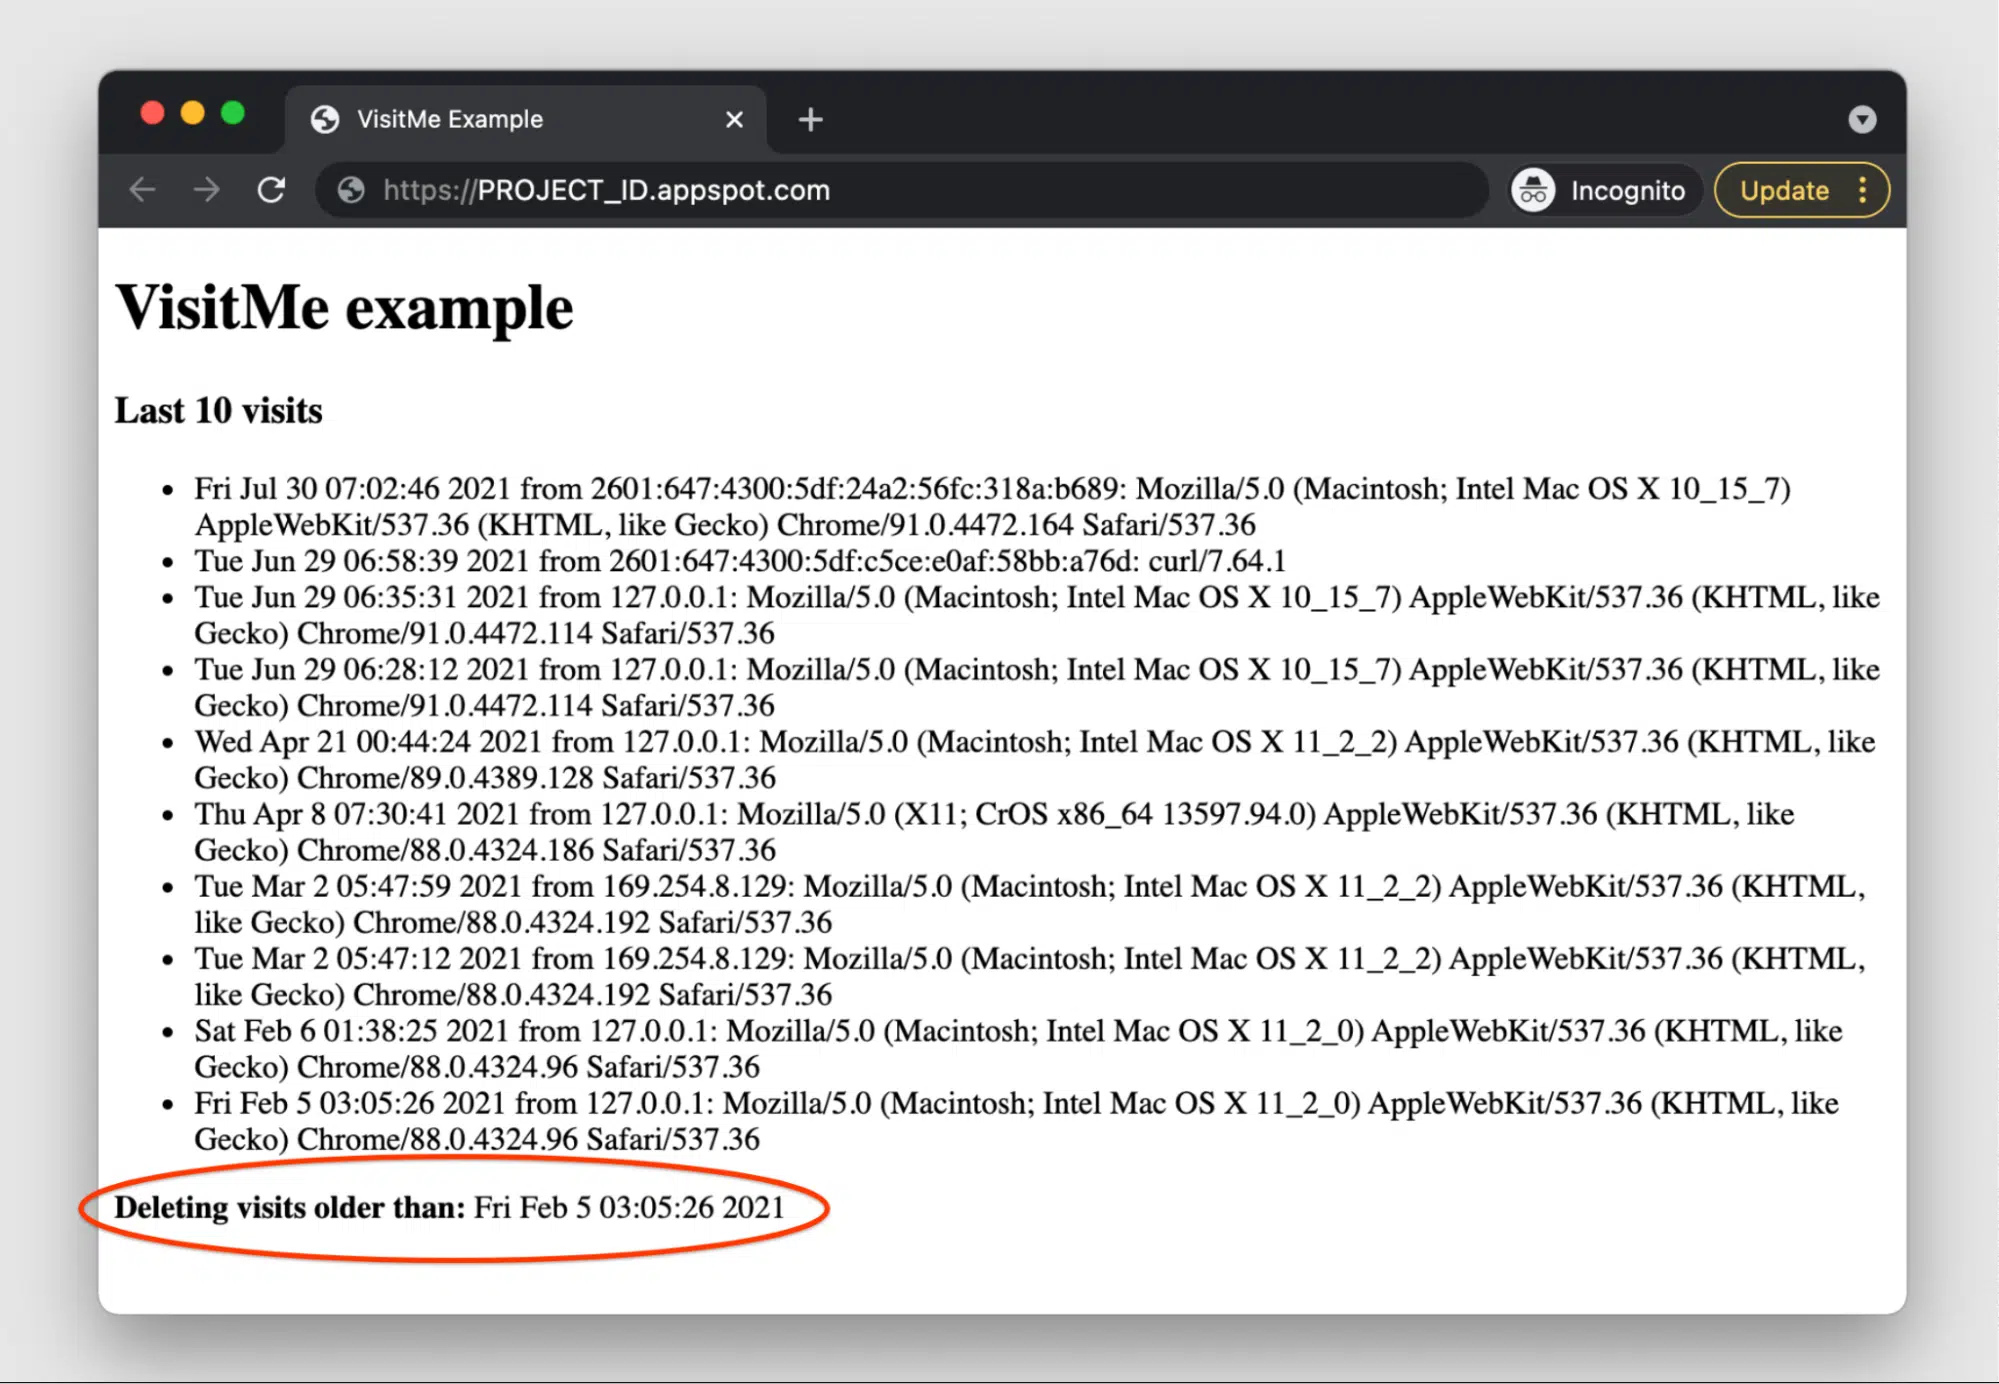 VisitMe Example
https://PROJECT_ID.appspot.com
Incognito
Update
VisitMe example
Last 10 visits
Fri Jul 30 07:02:46 2021 from 2601:647:4300:5df:24a2:56fc:318a:b689: Mozilla/5.0 (Macintosh; Intel Mac OS X 10_15_7)
AppleWebKit/537.36 (KHTML, like Gecko) Chrome/91.0.4472.164 Safari/537.36
Tue Jun 29 06:58:39 2021 from 2601:647:4300:5df:c5ce:e0af:58bb:a76d: curl/7.64.1
Tue Jun 29 06:35:31 2021 from 127.0.0.1: Mozilla/5.0 (Macintosh; Intel Mac OS X 10_15_7) AppleWebKit/537.36 (KHTML, like
Gecko) Chrome/91.0.4472.114 Safari/537.36
Tue Jun 29 06:28:12 2021 from 127.0.0.1: Mozilla/5.0 (Macintosh; Intel Mac OS X 10_15_7) AppleWebKit/537.36 (KHTML, like
Gecko) Chrome/91.0.4472.114 Safari/537.36
Wed Apr 21 00:44:24 2021 from 127.0.0.1: Mozilla/5.0 (Macintosh; Intel Mac OS X 11_2_2) AppleWebKit/537.36 (KHTML, like
Gecko) Chrome/89.0.4389.128 Safari/537.36
Thu Apr 8 07:30:41 2021 from 127.0.0.1: Mozilla/5.0 (X11; CrOS x86_64 13597.94.0) AppleWebKit/537.36 (KHTML, like
Gecko) Chrome/88.0.4324.186 Safari/537.36
Tue Mar 2 05:47:59 2021 from 169.254.8.129: Mozilla/5.0 (Macintosh; Intel Mac OS X 11_2_2) AppleWebKit/537.36 (KHTML,
like Gecko) Chrome/88.0.4324.192 Safari/537.36
Tue Mar 2 05:47:12 2021 from 169.254.8.129: Mozilla/5.0 (Macintosh; Intel Mac OS X 11_2_2) AppleWebKit/537.36 (KHTML,
like Gecko) Chrome/88.0.4324.192 Safari/537.36
Sat Feb 6 01:38:25 2021 from 127.0.0.1: Mozilla/5.0 (Macintosh; Intel Mac OS X 11_2_0) AppleWebKit/537.36 (KHTML, like
Gecko) Chrome/88.0.4324.96 Safari/537.36
Fri Feb 5 03:05:26 2021 from 127.0.0.1: Mozilla/5.0 (Macintosh; Intel Mac OS X 11_2_0) AppleWebKit/537.36 (KHTML, like
Gecko) Chrome/88.0.4324.96 Safari/537.36
Deleting visits older than: Fri Feb 5 03:05:26 2021